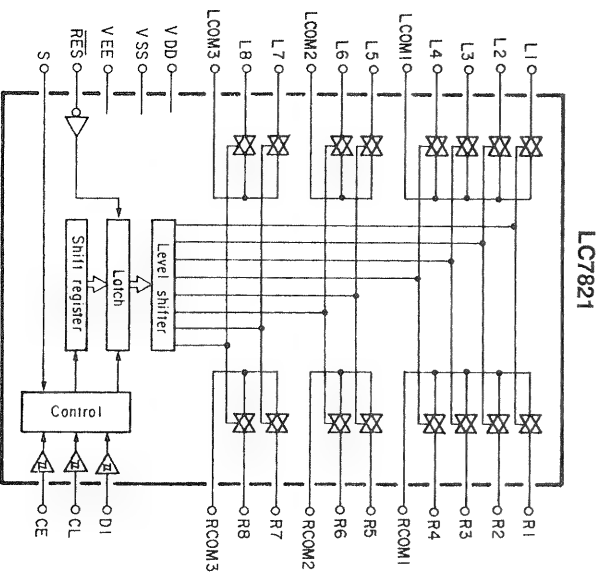 LC7821
S
RES
VEE
VSS
VDD
LCOM3
L8
L7
LCOM2
L6
L5
LCOM1
L4
L3
L2
L1
Level shifter
Latch
Shift register
Control
CE
CL
DI
RCOM3
R8
R7
RCOM2
R6
R5
RCOM1
R4
R3
R2
R1